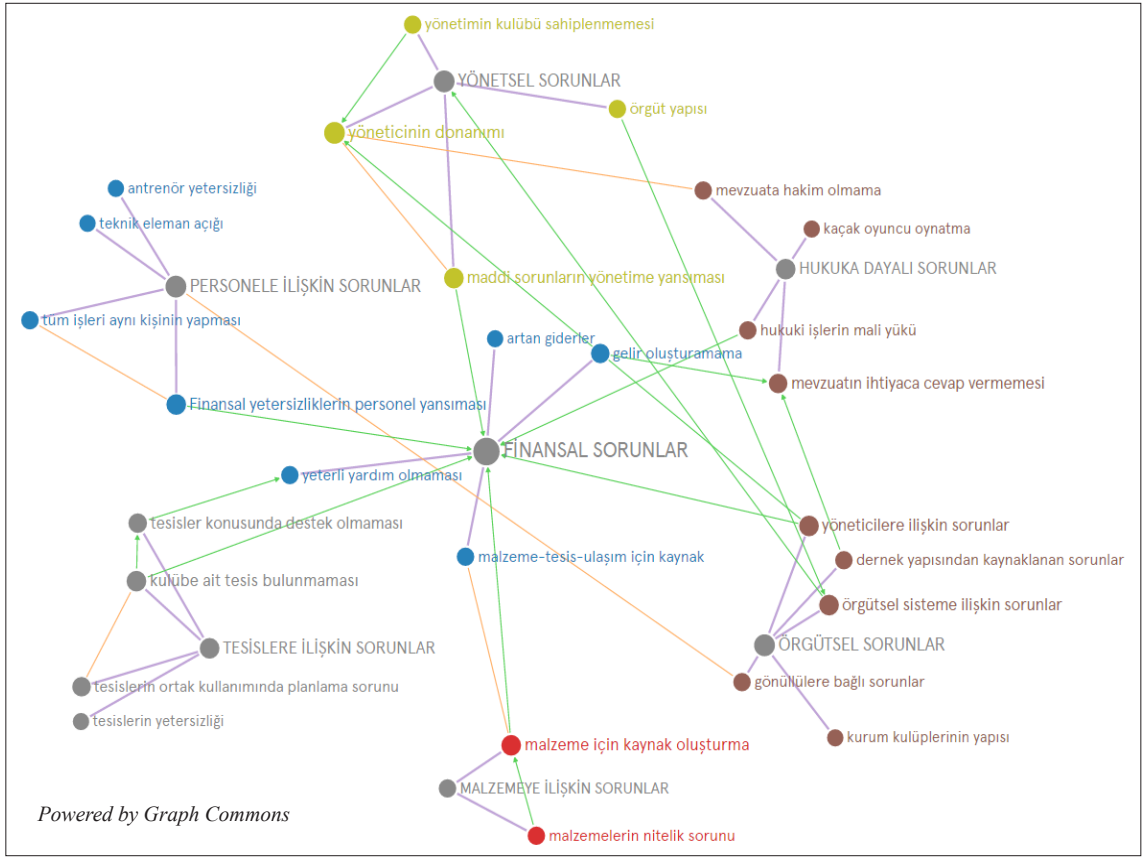 yönetimin kulübü sahiplenmemesi
YÖNETSEL SORUNLAR
örgüt yapısı
yöneticinin donanımı
antrenör yetersizliği
mevzuata hakim olmama
teknik eleman açığı
kaçak oyuncu oynatma
HUKUKA DAYALI SORUNLAR
maddi sorunların yönetime yansıması
PERSONELE İLİŞKİN SORUNLAR
tüm işleri aynı kişinin yapması
hukuki işlerin mali yükü
artan giderler
gelir oluşturamama
mevzuatın ihtiyaca cevap vermemesi
Finansal yetersizliklerin personel yansıması
FİNANSAL SORUNLAR
yeterli yardım olmaması
tesisler konusunda destek olmaması
yöneticilere ilişkin sorunlar
malzeme-tesis-ulaşım için kaynak
dernek yapısından kaynaklanan sorunlar
kulübe ait tesis bulunmaması
örgütsel sisteme ilişkin sorunlar
TESİSLERE İLİŞKİN SORUNLAR
ÖRGÜTSEL SORUNLAR
gönüllülere bağlı sorunlar
tesislerin ortak kullanımında planlama sorunu
tesislerin yetersizliği
kurum kulüplerinin yapısı
malzeme için kaynak oluşturma
MALZEMEYE İLİŞKİN SORUNLAR
Powered by Graph Commons
malzemelerin nitelik sorunu